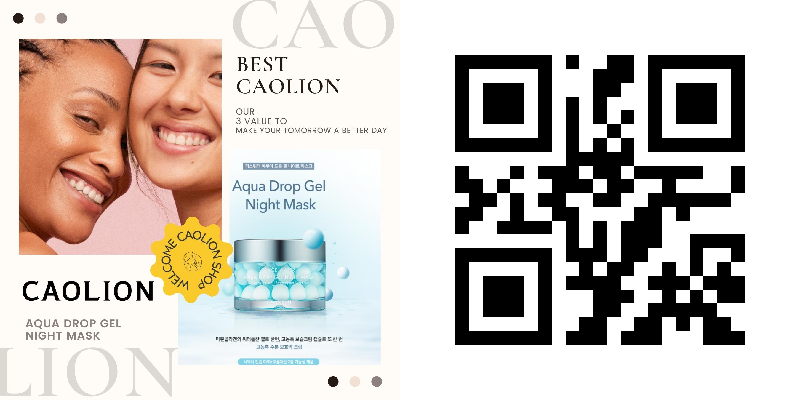 CAO
BEST
CAOLION
OUR
3 VALUE TO
MAKE YOUR TOMORROW A BETTER DAY
Aqua Drop Gel
Night Mask
WELCOME CAOLION SHOP
CAOLION
AQUA DROP GEL
NIGHT MASK
LION